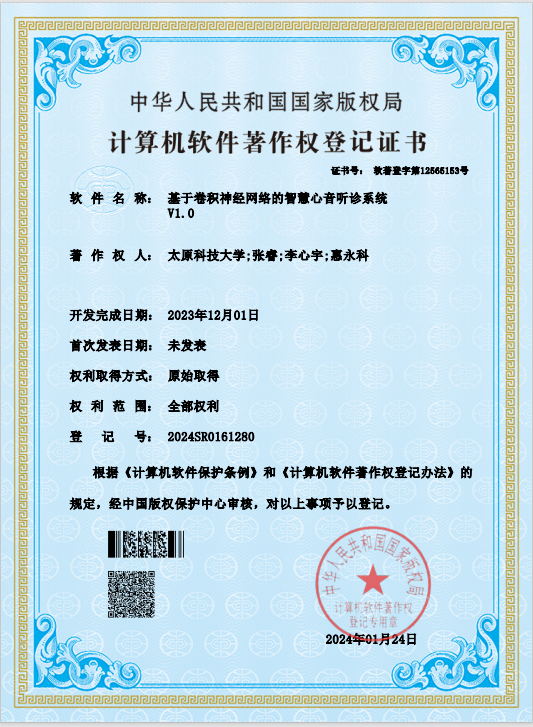 中华人民共和国国家版权局
计算机软件著作权登记证书
证书号： 软著登字第12565153号
软件名称： 基于卷积神经网络的智慧心音听诊系统
V1.0
著作权人： 太原科技大学;张睿;李心宇;惠永科
开发完成日期： 2023年12月01日
首次发表日期： 未发表
权利取得方式： 原始取得
权利范围： 全部权利
登记号： 2024SR0161280
根据《计算机软件保护条例》和《计算机软件著作权登记办法》的
规定，经中国版权保护中心审核，对以上事项予以登记。
中华人民共和国国家版权局
计算机软件著作权
登记专用章
2024年01月24日